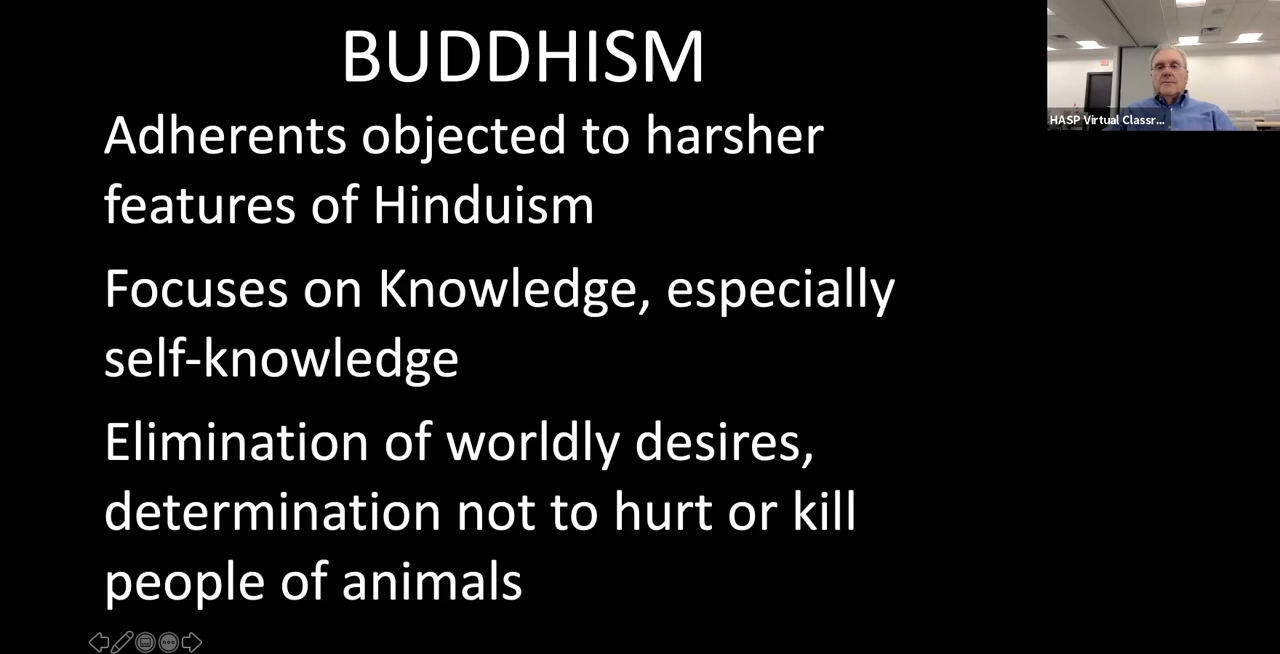 BUDDHISM
Adherents objected to harsher
features of Hinduism
Focuses on Knowledge, especially
self-knowledge
Elimination of worldly desires,
determination not to hurt or kill
people of animals
HASP Virtual Classr...